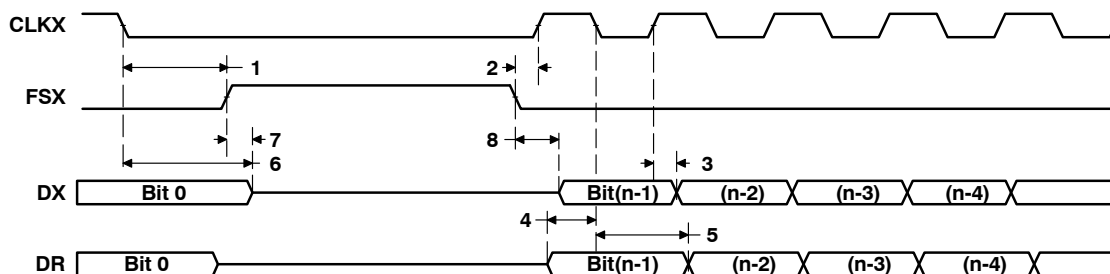 CLKX
1 2
FSX
7 8
6 3
DX Bit 0 Bit(n-1) (n-2) (n-3) (n-4)
4 5
DR Bit 0 Bit(n-1) (n-2) (n-3) (n-4)